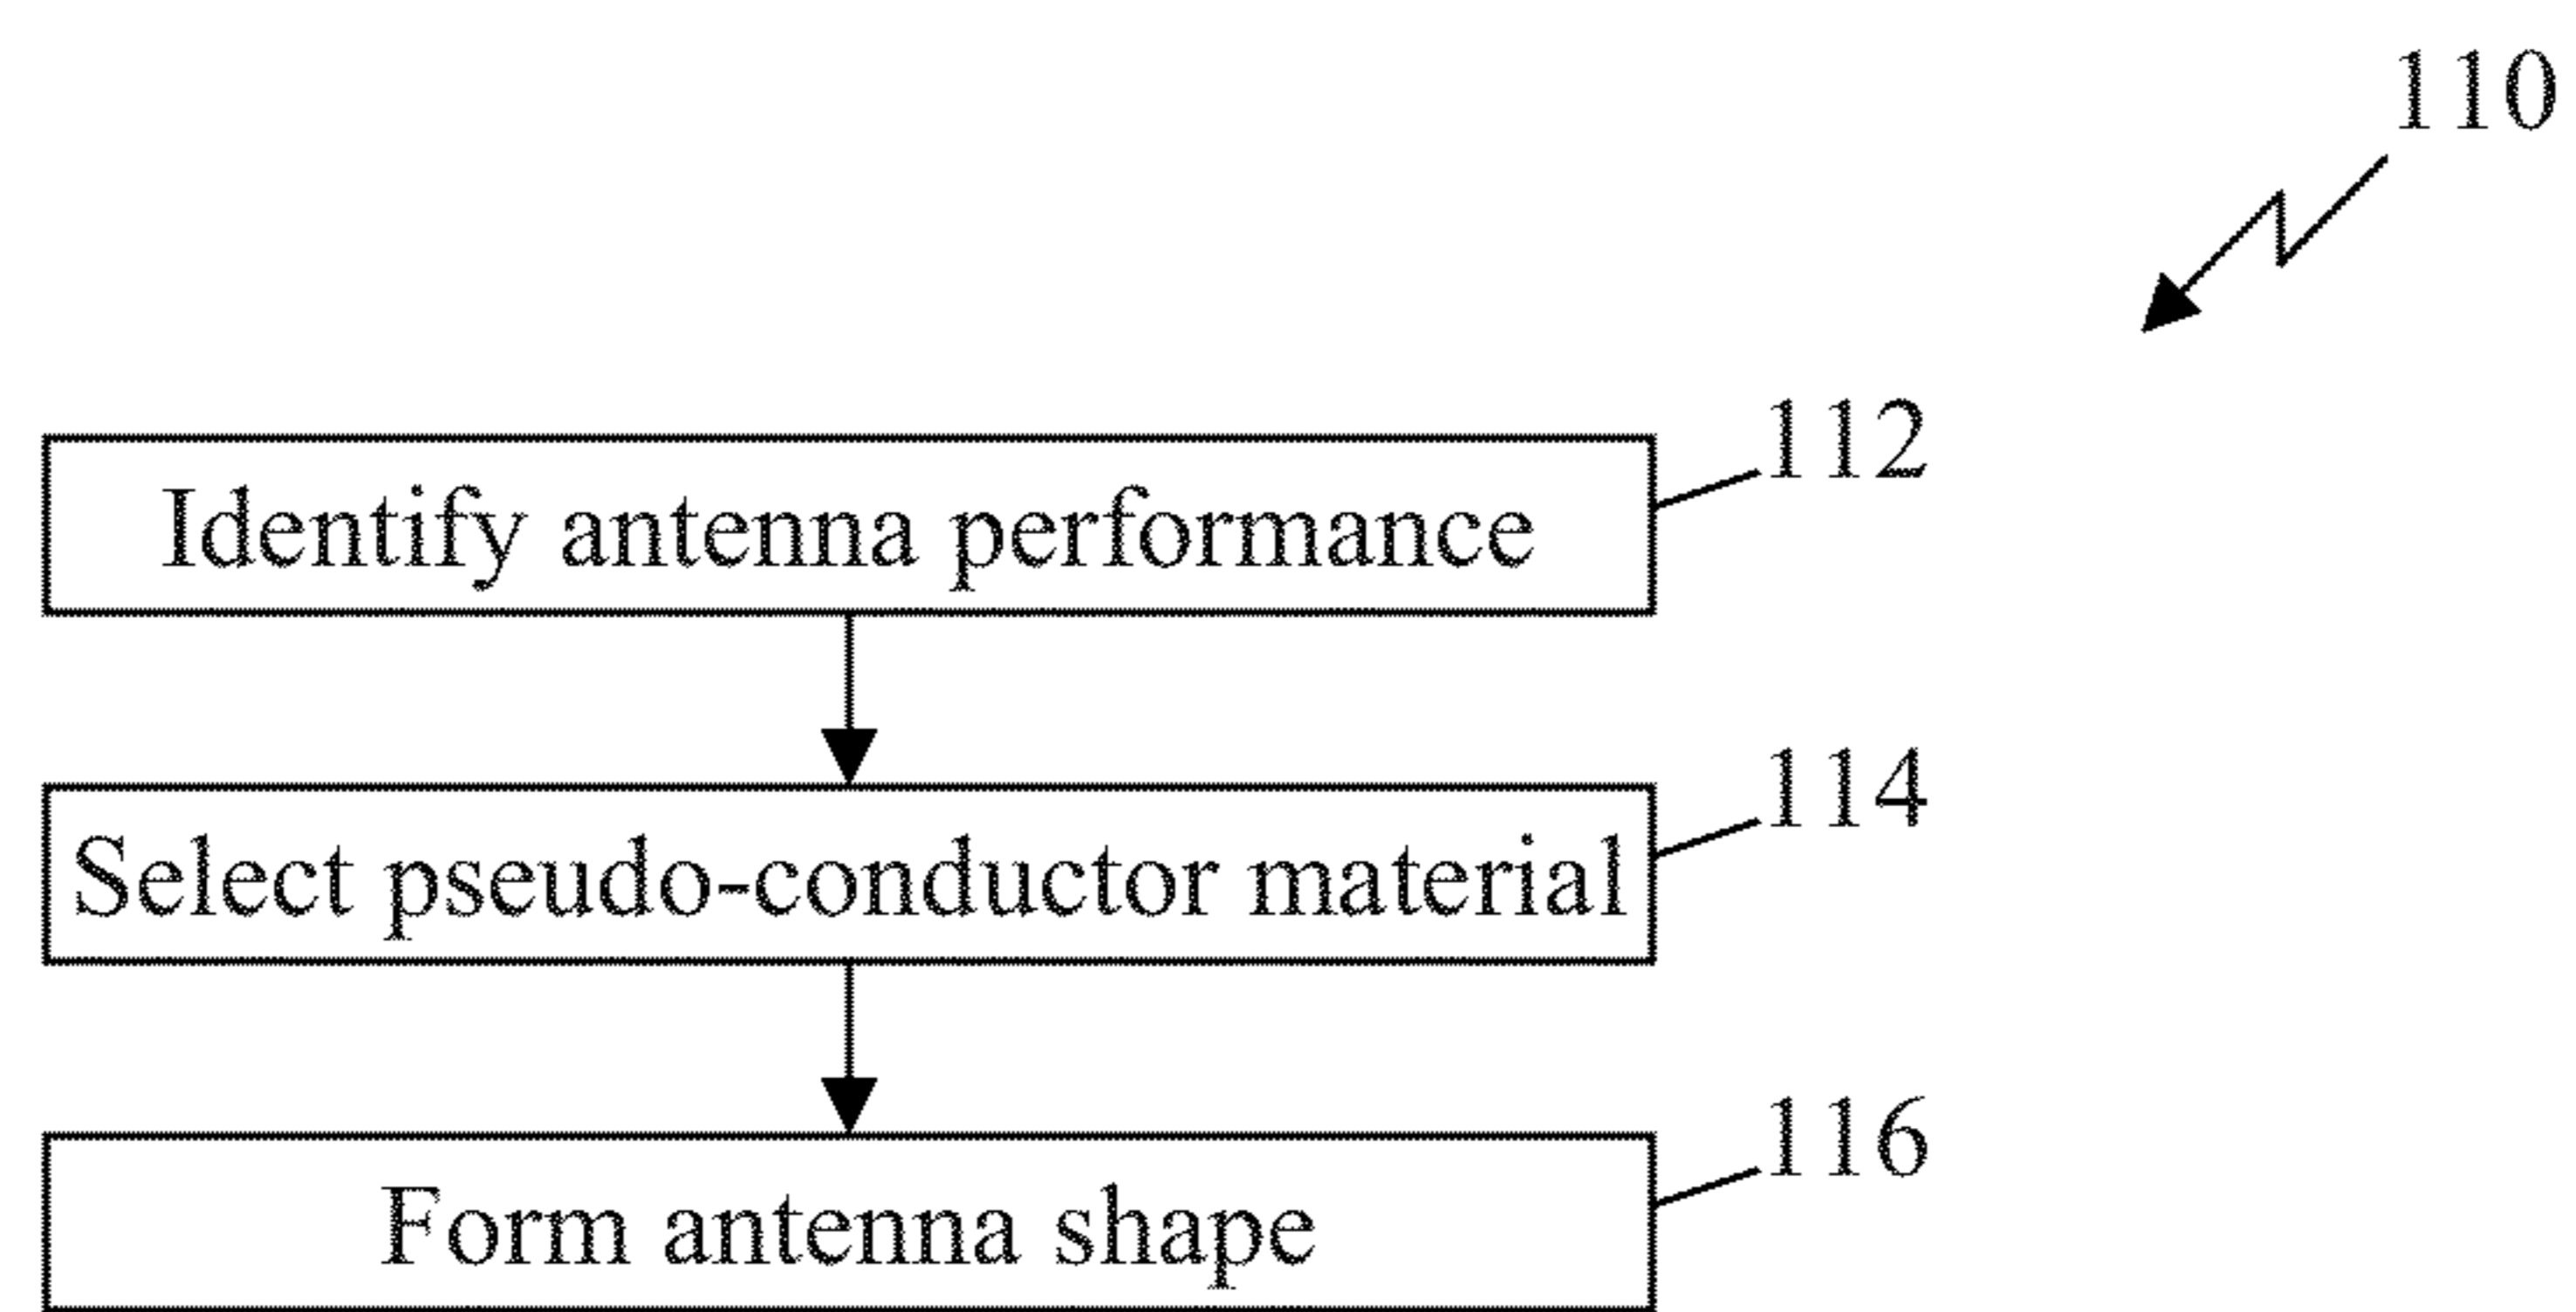 110
112
Identify antenna performance
114
Select pseudo-conductor material
116
Form antenna shape